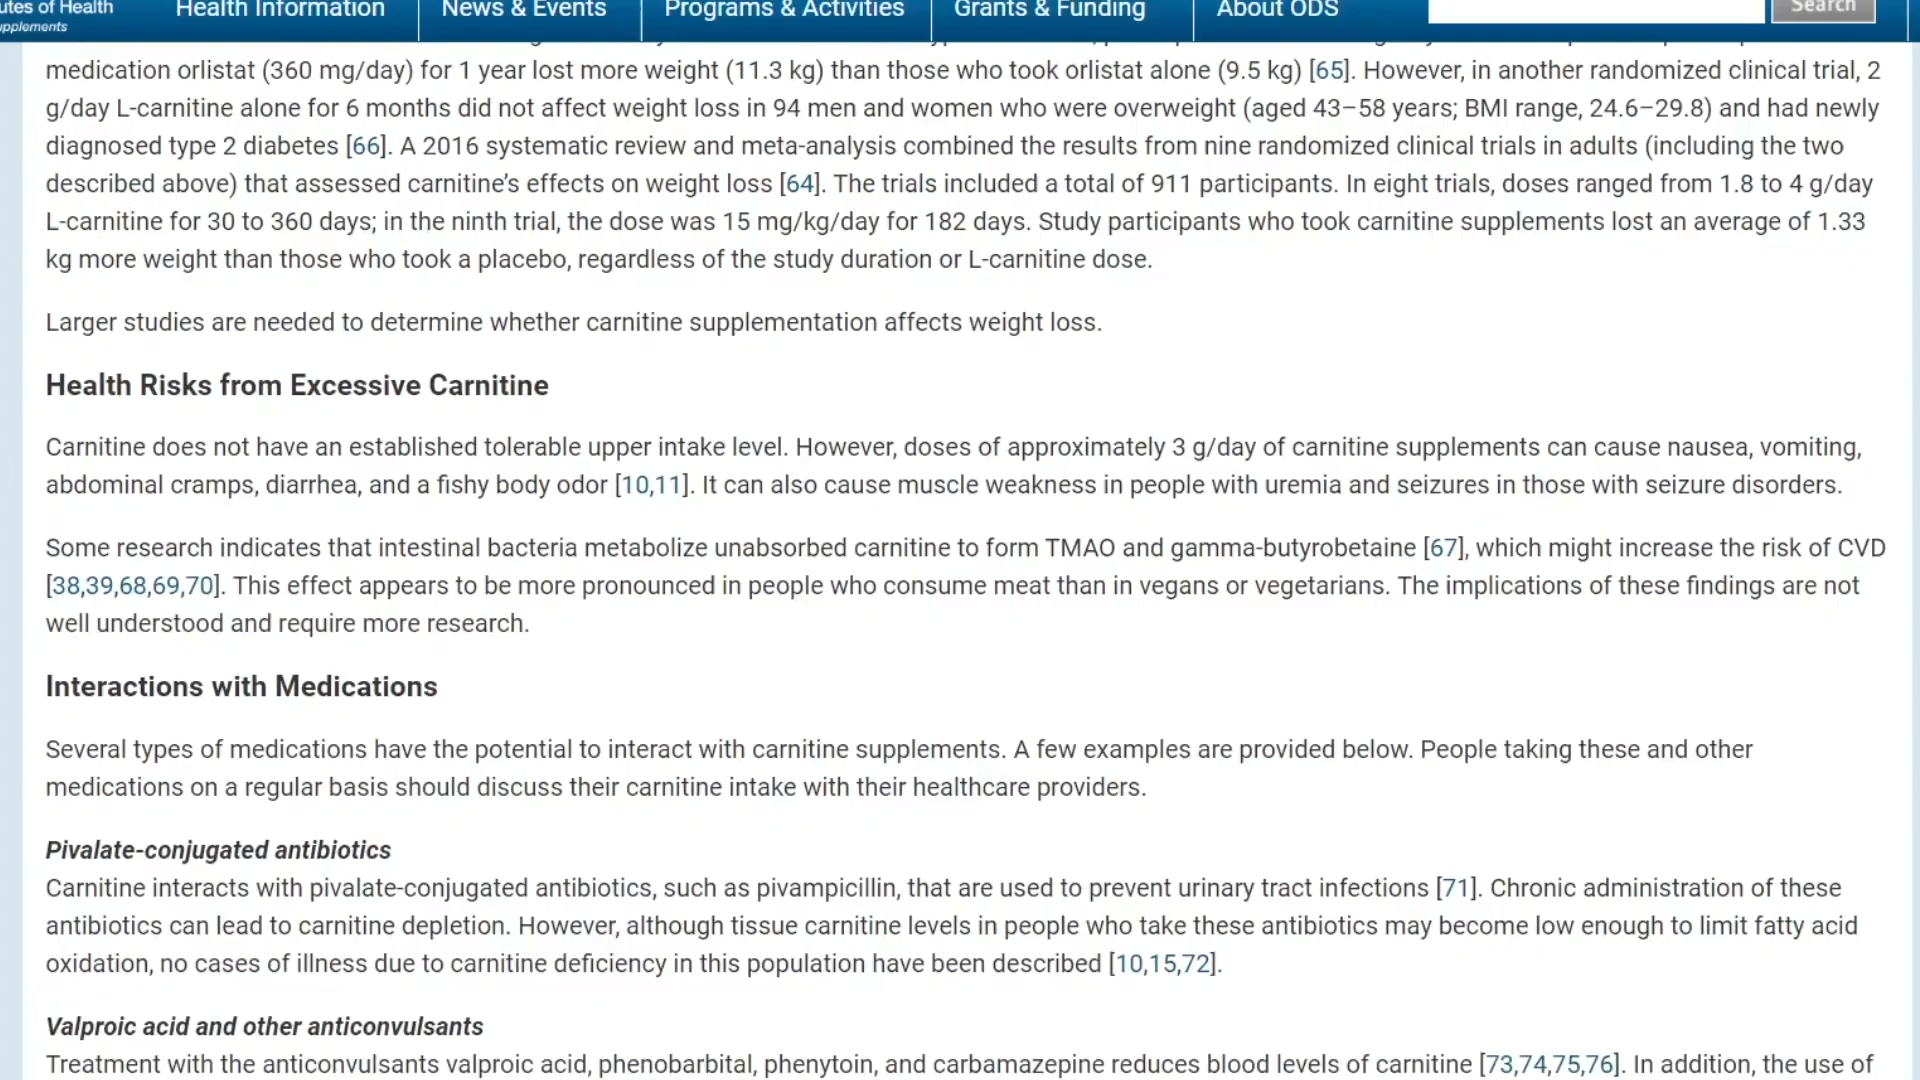 utes of Health
upplements
Health Information
News & Events
Programs & Activities
Grants & Funding
About ODS
Search
medication orlistat (360 mg/day) for 1 year lost more weight (11.3 kg) than those who took orlistat alone (9.5 kg) [65]. However, in another randomized clinical trial, 2
g/day L-carnitine alone for 6 months did not affect weight loss in 94 men and women who were overweight (aged 43–58 years; BMI range, 24.6–29.8) and had newly
diagnosed type 2 diabetes [66]. A 2016 systematic review and meta-analysis combined the results from nine randomized clinical trials in adults (including the two
described above) that assessed carnitine’s effects on weight loss [64]. The trials included a total of 911 participants. In eight trials, doses ranged from 1.8 to 4 g/day
L-carnitine for 30 to 360 days; in the ninth trial, the dose was 15 mg/kg/day for 182 days. Study participants who took carnitine supplements lost an average of 1.33
kg more weight than those who took a placebo, regardless of the study duration or L-carnitine dose.
Larger studies are needed to determine whether carnitine supplementation affects weight loss.
Health Risks from Excessive Carnitine
Carnitine does not have an established tolerable upper intake level. However, doses of approximately 3 g/day of carnitine supplements can cause nausea, vomiting,
abdominal cramps, diarrhea, and a fishy body odor [10,11]. It can also cause muscle weakness in people with uremia and seizures in those with seizure disorders.
Some research indicates that intestinal bacteria metabolize unabsorbed carnitine to form TMAO and gamma-butyrobetaine [67], which might increase the risk of CVD
[38,39,68,69,70]. This effect appears to be more pronounced in people who consume meat than in vegans or vegetarians. The implications of these findings are not
well understood and require more research.
Interactions with Medications
Several types of medications have the potential to interact with carnitine supplements. A few examples are provided below. People taking these and other
medications on a regular basis should discuss their carnitine intake with their healthcare providers.
Pivalate-conjugated antibiotics
Carnitine interacts with pivalate-conjugated antibiotics, such as pivampicillin, that are used to prevent urinary tract infections [71]. Chronic administration of these
antibiotics can lead to carnitine depletion. However, although tissue carnitine levels in people who take these antibiotics may become low enough to limit fatty acid
oxidation, no cases of illness due to carnitine deficiency in this population have been described [10,15,72].
Valproic acid and other anticonvulsants
Treatment with the anticonvulsants valproic acid, phenobarbital, phenytoin, and carbamazepine reduces blood levels of carnitine [73,74,75,76]. In addition, the use of